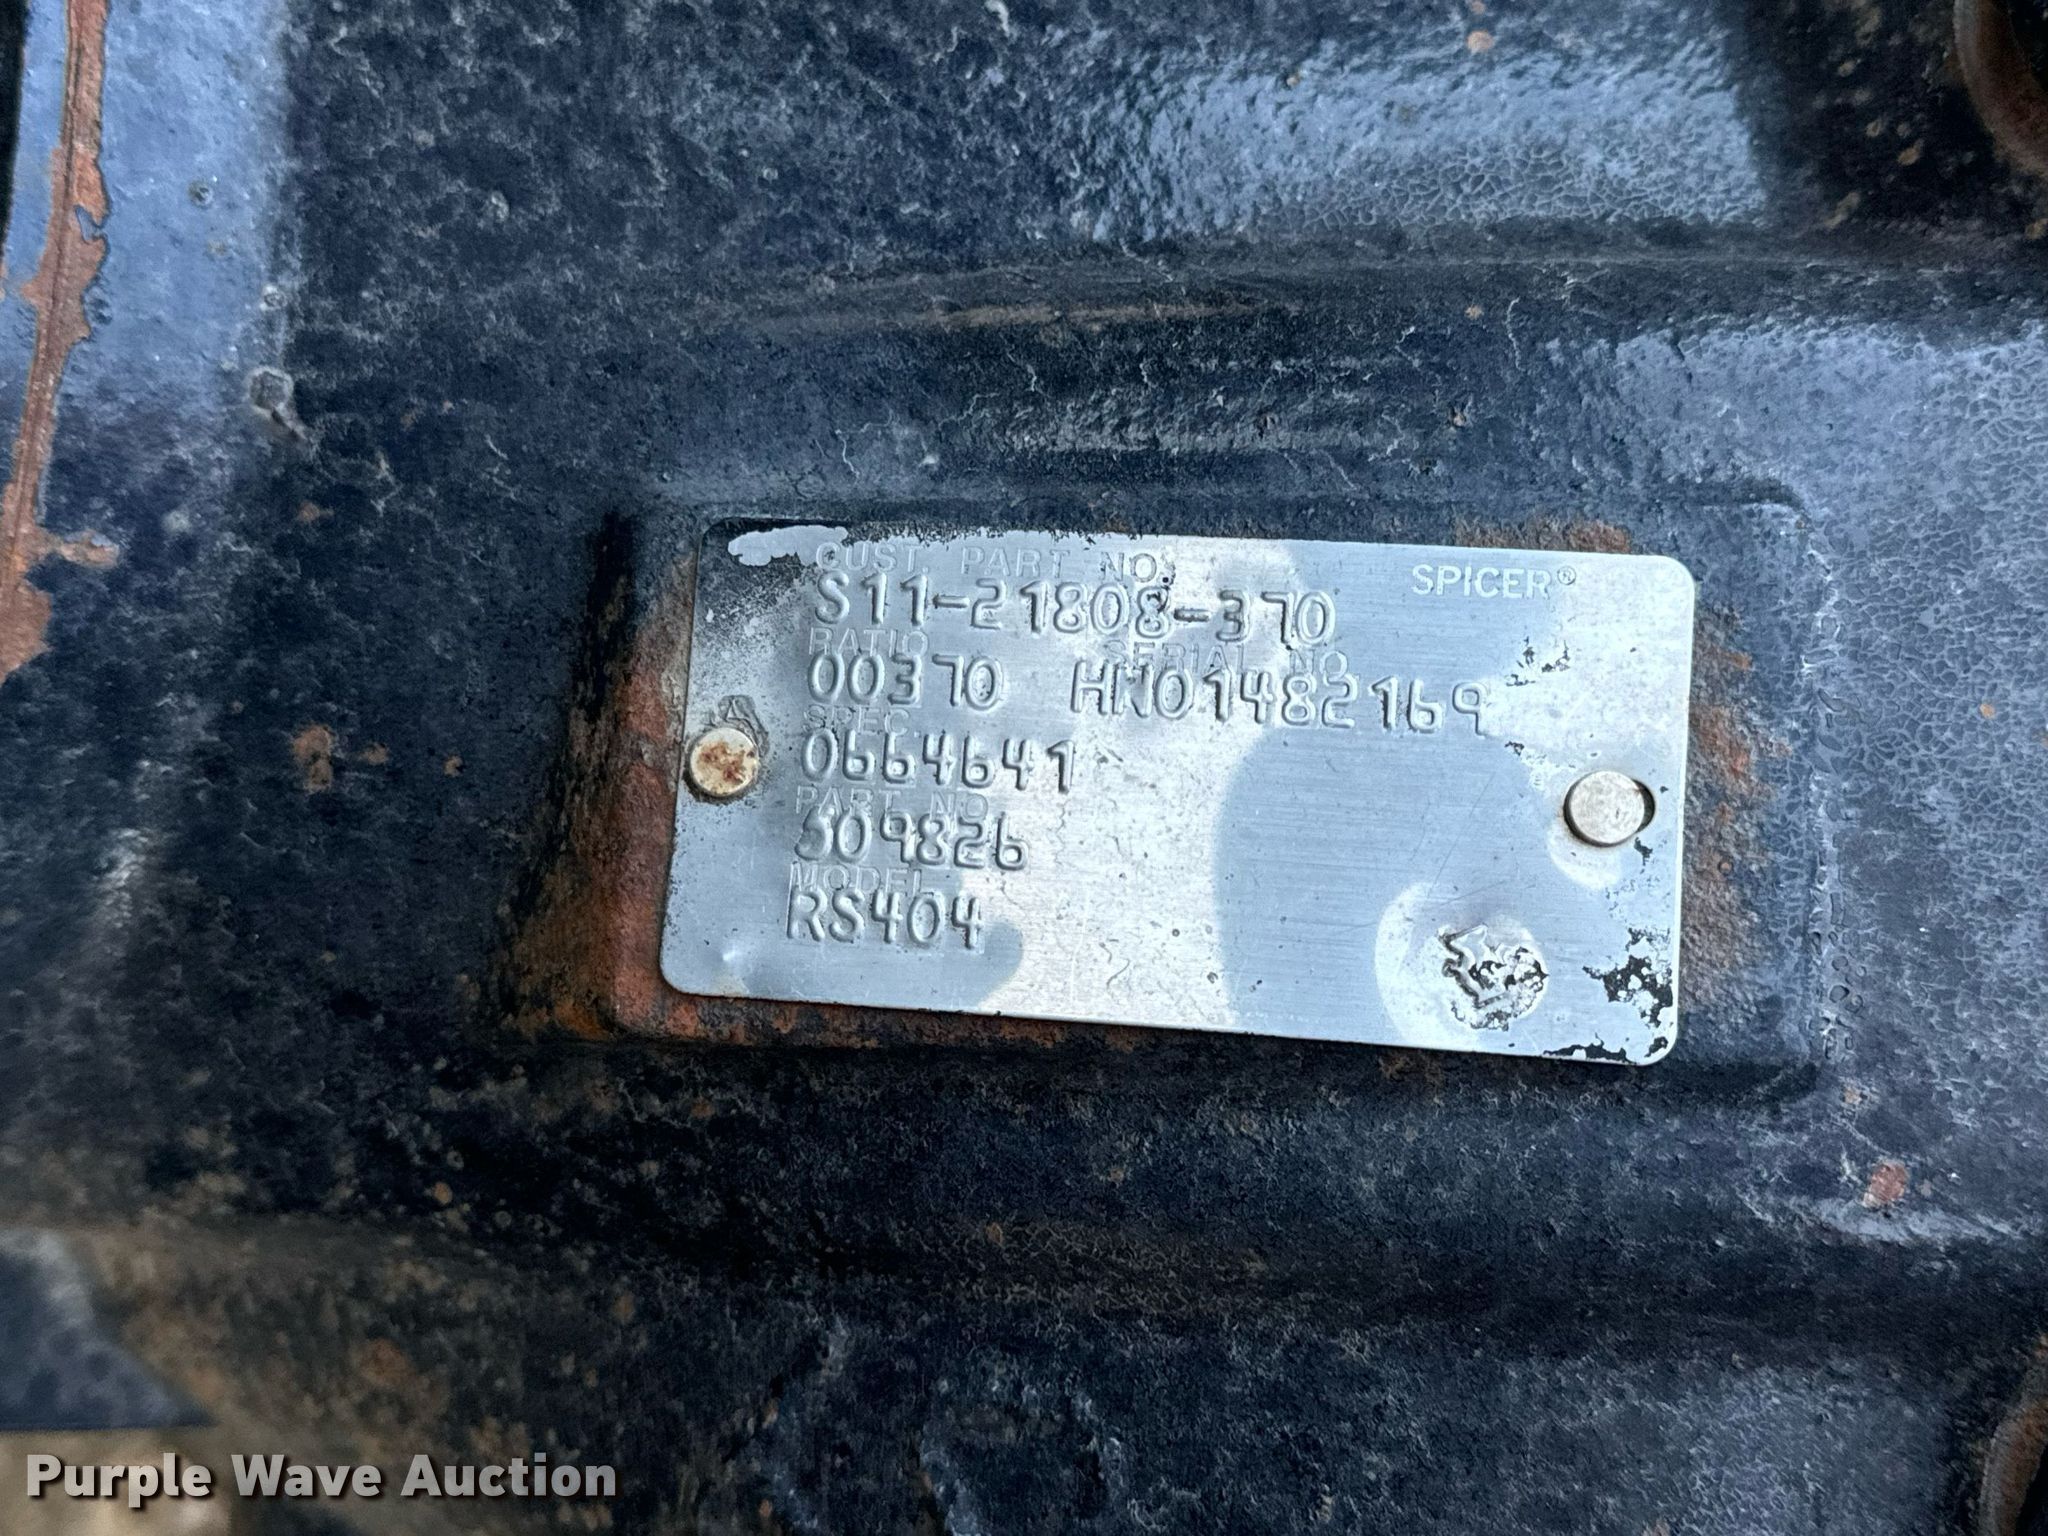 CUST. PART NO.
SPICER®
S11-21808-370
RATIO SERIAL NO.
00370 HN01482169
SPEC.
0664641
PART NO.
509826
MODEL
RS404
Purple Wave Auction